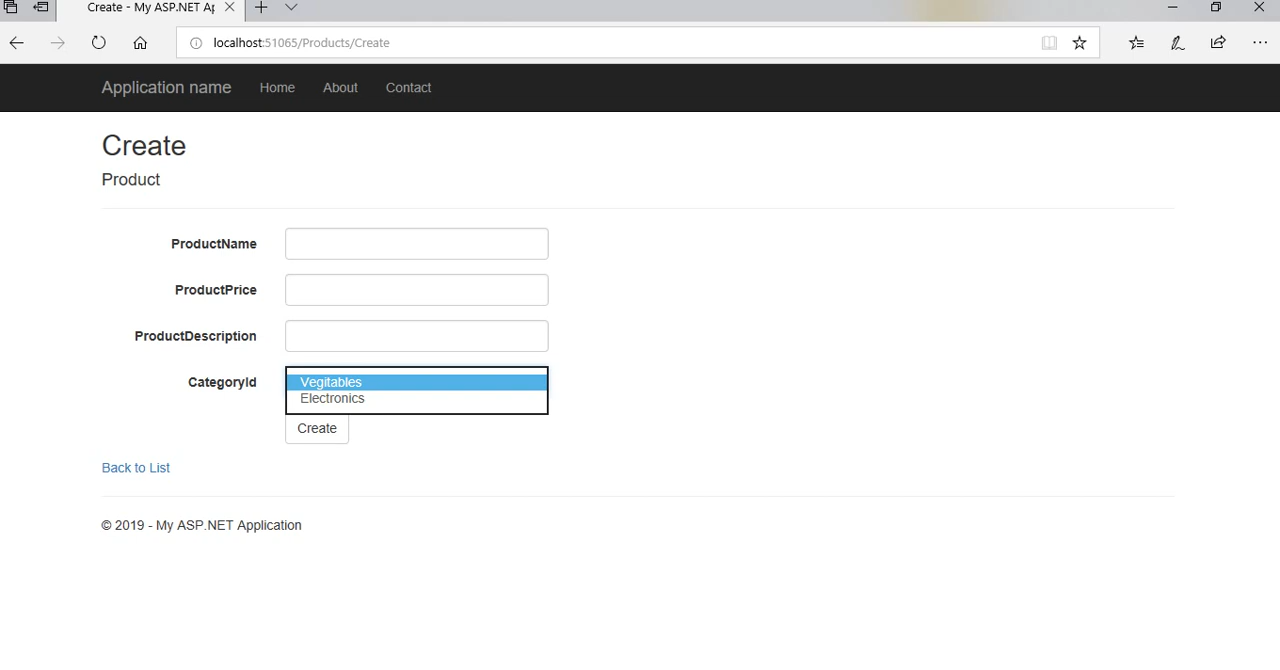 Create - My ASP.NET Ap
localhost:51065/Products/Create
Application name Home About Contact
Create
Product
ProductName
ProductPrice
ProductDescription
CategoryId Vegitables
Electronics
Create
Back to List
© 2019 - My ASP.NET Application